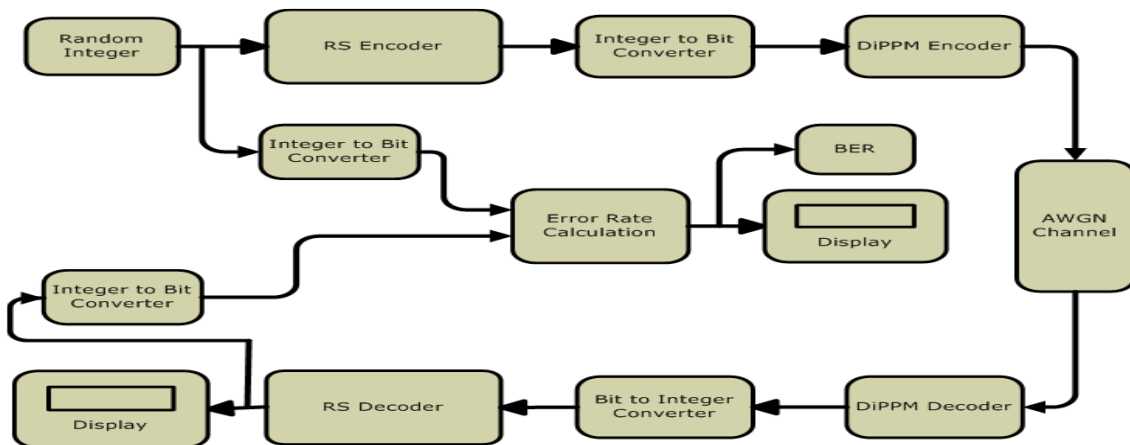 Random
Integer
RS Encoder
Integer to Bit
Converter
DiPPM Encoder
Integer to Bit
Converter
BER
AWGN
Channel
Error Rate
Calculation
Display
Integer to Bit
Converter
Display
RS Decoder
Bit to Integer
Converter
DiPPM Decoder